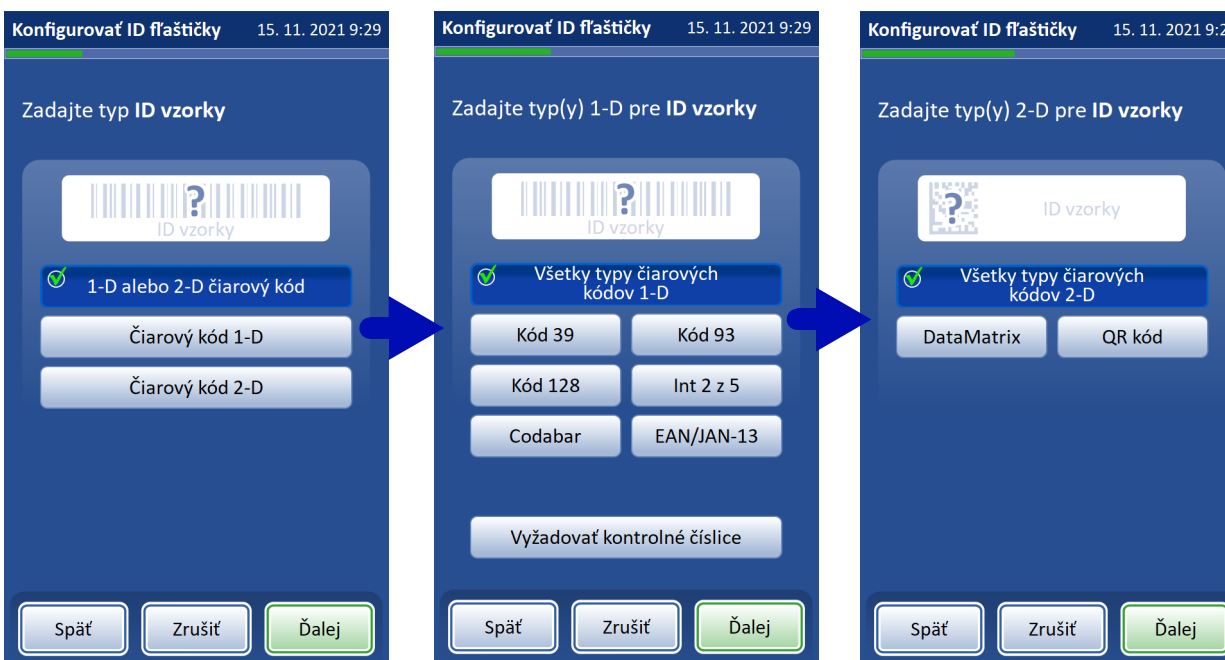 Konfigurovať ID fľaštičky 15. 11. 2021 9:29
Zadajte typ ID vzorky
?
ID vzorky
1-D alebo 2-D čiarový kód
Čiarový kód 1-D
Čiarový kód 2-D
Späť Zrušiť Ďalej
Konfigurovať ID fľaštičky 15. 11. 2021 9:29
Zadajte typ(y) 1-D pre ID vzorky
?
ID vzorky
Všetky typy čiarových
kódov 1-D
Kód 39 Kód 93
Kód 128 Int 2 z 5
Codabar EAN/JAN-13
Vyžadovať kontrolné číslice
Späť Zrušiť Ďalej
Konfigurovať ID fľaštičky 15. 11. 2021 9:2
Zadajte typ(y) 2-D pre ID vzorky
? ID vzorky
Všetky typy čiarových
kódov 2-D
DataMatrix QR kód
Späť Zrušiť Ďalej